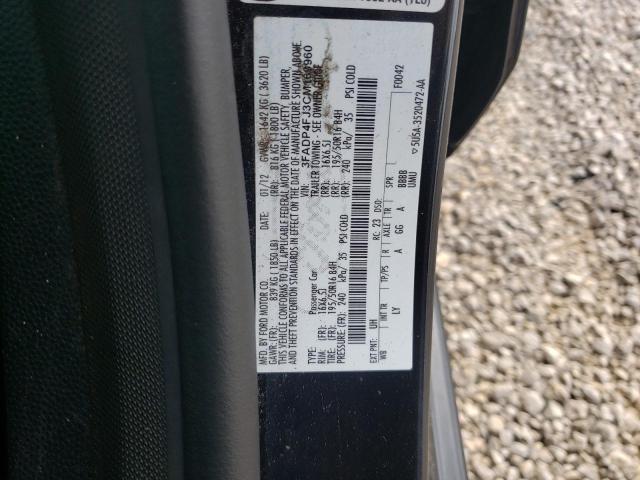 MFD. BY FORD MOTOR CO.
DATE: 01/12 GVWR: 1642 KG ( 3620 LB)
GAWR: (FR): 839 KG ( 1850 LB) (RR): 816 KG ( 1800 LB)
THIS VEHICLE CONFORMS TO ALL APPLICABLE FEDERAL MOTOR VEHICLE SAFETY, BUMPER,
AND THEFT PREVENTION STANDARDS IN EFFECT ON THE DATE OF MANUFACTURE SHOWN ABOVE.
VIN: 3FADP4FJ3CM
TYPE: Passenger Car TRAILER TOWING - SEE OWNER GUIDE
RIM: (FR): 16X6.5J (RR): 16X6.5J
TIRE: (FR): 195/50R16 84H (RR): 195/50R16 84H
PRESSURE: (FR): 240 kPa/ 35 PSI COLD (RR): 240 kPa/ 35 PSI COLD
EXT PNT: UH RC: 23 DSO: F0042
WB INT TR TP/PS R AXLE TR SPR
LY A GG A BBBB
UMU
5U5A-3520472-AA